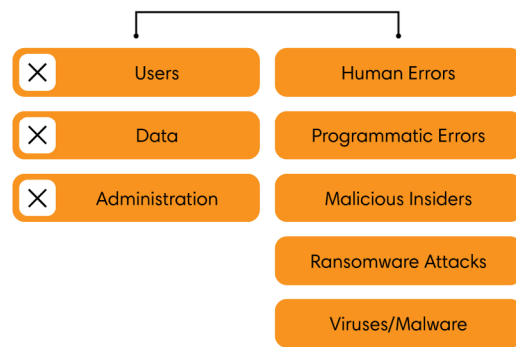 Users
Data
Administration
Human Errors
Programmatic Errors
Malicious Insiders
Ransomware Attacks
Viruses/Malware